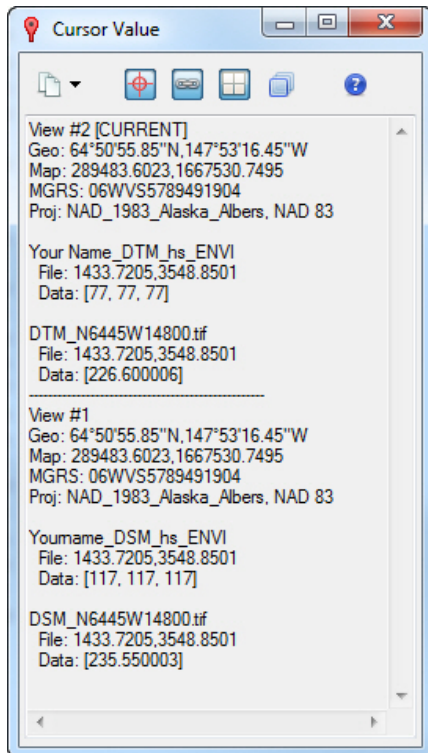 Cursor Value
View #2 [CURRENT]
Geo: 64°50'55.85"N,147°53'16.45"W
Map: 289483.6023,1667530.7495
MGRS: 06WVS5789491904
Proj: NAD_1983_Alaska_Albers, NAD 83
Your Name_DTM_hs_ENVI
File: 1433.7205,3548.8501
Data: [77, 77, 77]
DTM_N6445W14800.tif
File: 1433.7205,3548.8501
Data: [226.600006]
----------------------------------------------------
View #1
Geo: 64°50'55.85"N,147°53'16.45"W
Map: 289483.6023,1667530.7495
MGRS: 06WVS5789491904
Proj: NAD_1983_Alaska_Albers, NAD 83
Yourname_DSM_hs_ENVI
File: 1433.7205,3548.8501
Data: [117, 117, 117]
DSM_N6445W14800.tif
File: 1433.7205,3548.8501
Data: [235.550003]